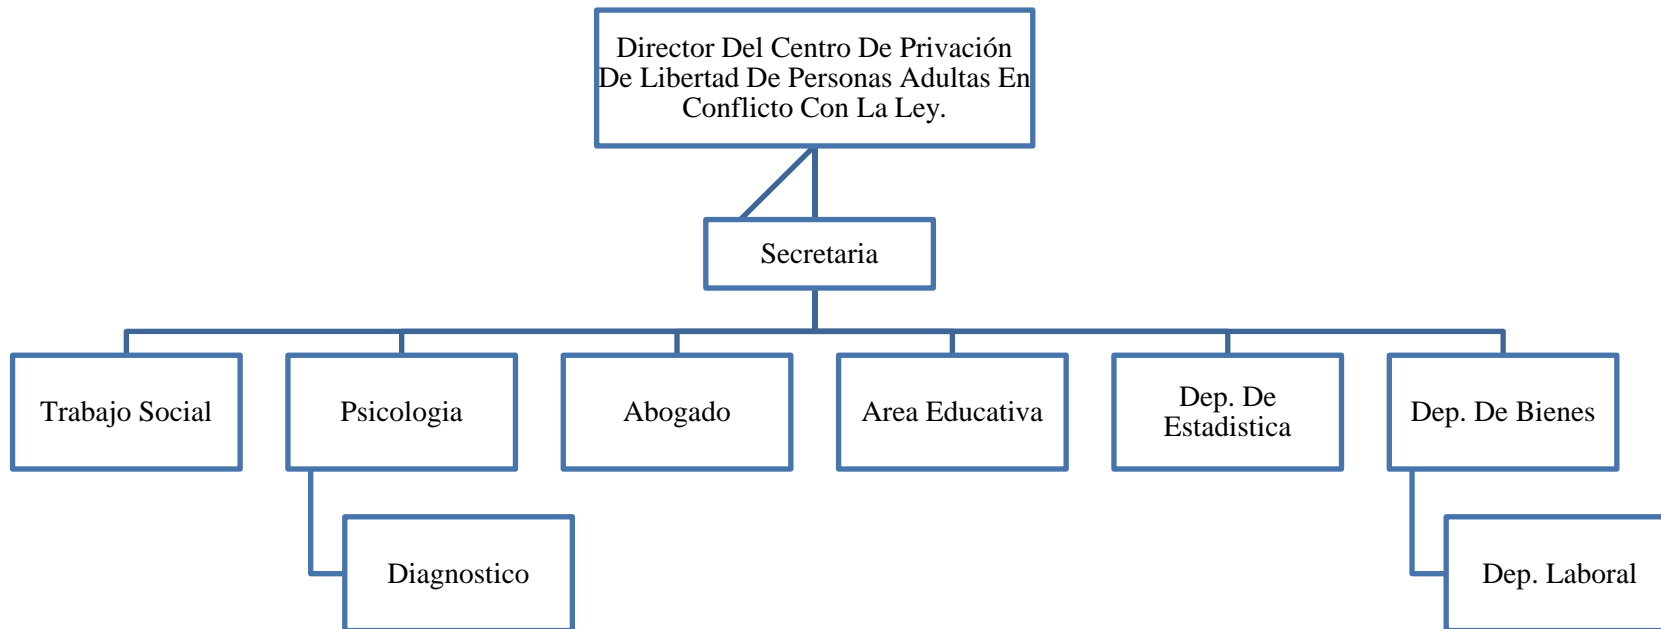 Director Del Centro De Privación
De Libertad De Personas Adultas En
Conflicto Con La Ley.
Secretaria
Trabajo Social
Psicologia
Abogado
Area Educativa
Dep. De
Estadistica
Dep. De Bienes
Diagnostico
Dep. Laboral